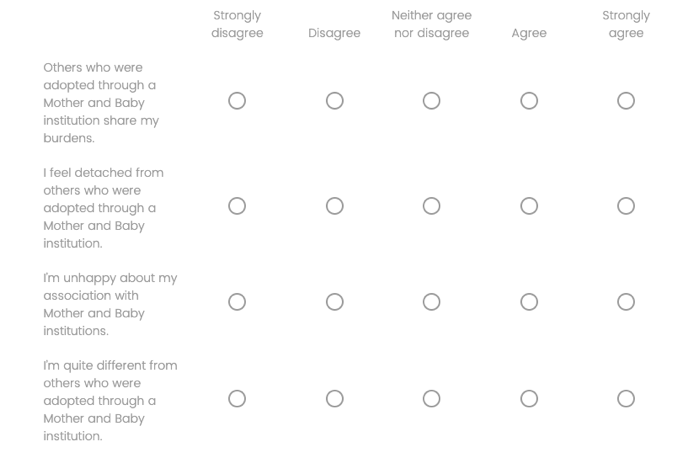 Strongly disagree
Disagree
Neither agree nor disagree
Agree
Strongly agree
Others who were
adopted through a
Mother and Baby
institution share my
burdens.
I feel detached from
others who were
adopted through a
Mother and Baby
institution.
I'm unhappy about my
association with
Mother and Baby
institutions.
I'm quite different from
others who were
adopted through a
Mother and Baby
institution.